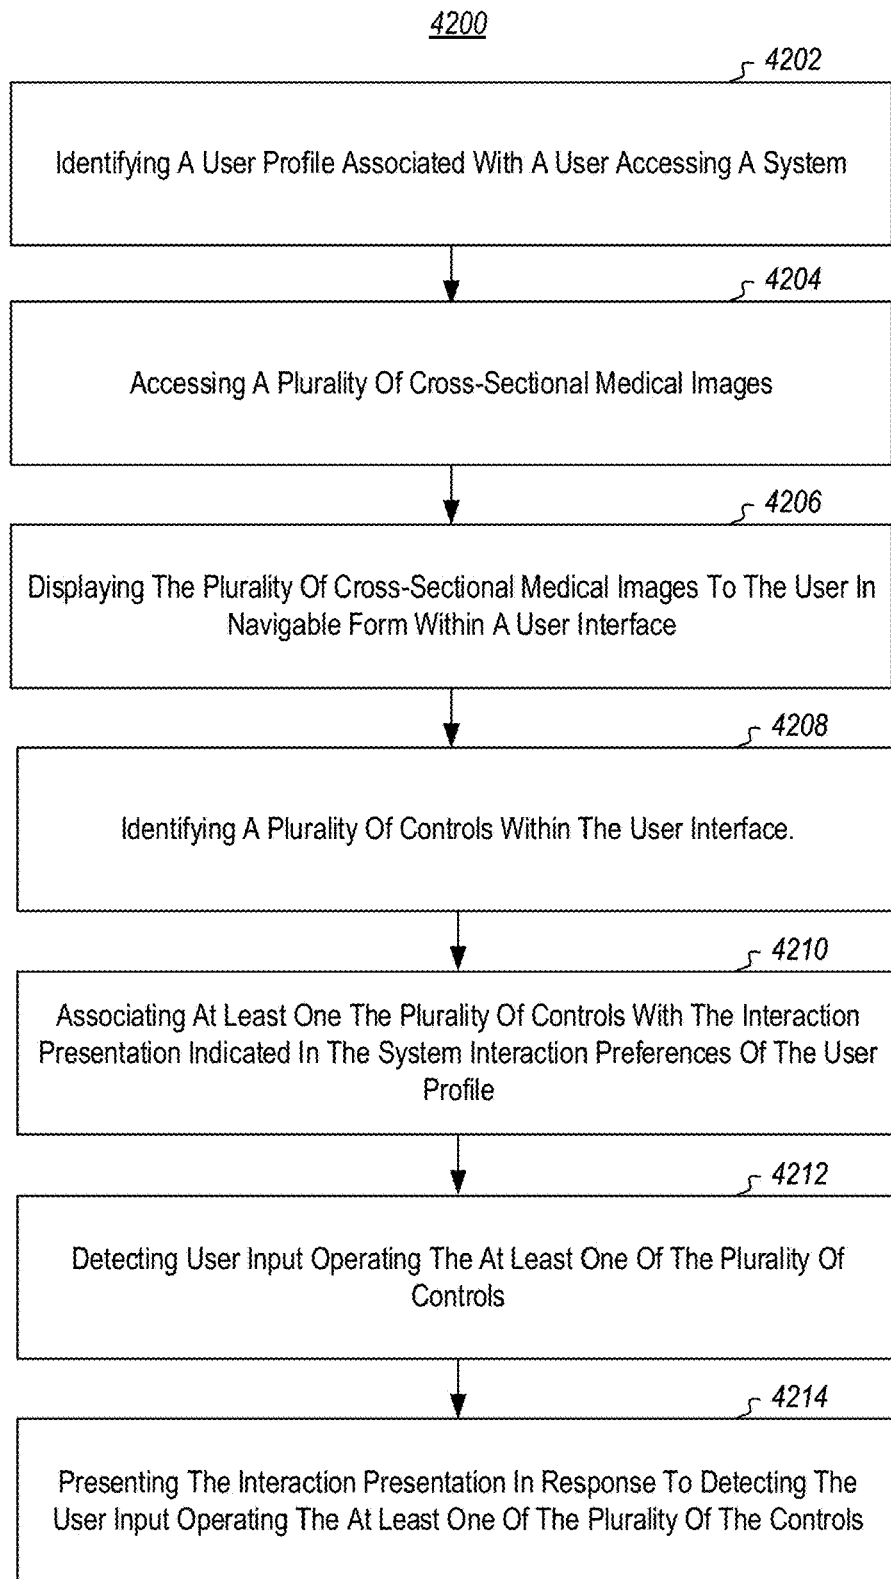 4200
4202
Identifying A User Profile Associated With A User Accessing A System
4204
Accessing A Plurality Of Cross-Sectional Medical Images
4206
Displaying The Plurality Of Cross-Sectional Medical Images To The User In
Navigable Form Within A User Interface
4208
Identifying A Plurality Of Controls Within The User Interface.
4210
Associating At Least One The Plurality Of Controls With The Interaction
Presentation Indicated In The System Interaction Preferences Of The User
Profile
4212
Detecting User Input Operating The At Least One Of The Plurality Of
Controls
4214
Presenting The Interaction Presentation In Response To Detecting The
User Input Operating The At Least One Of The Plurality Of The Controls